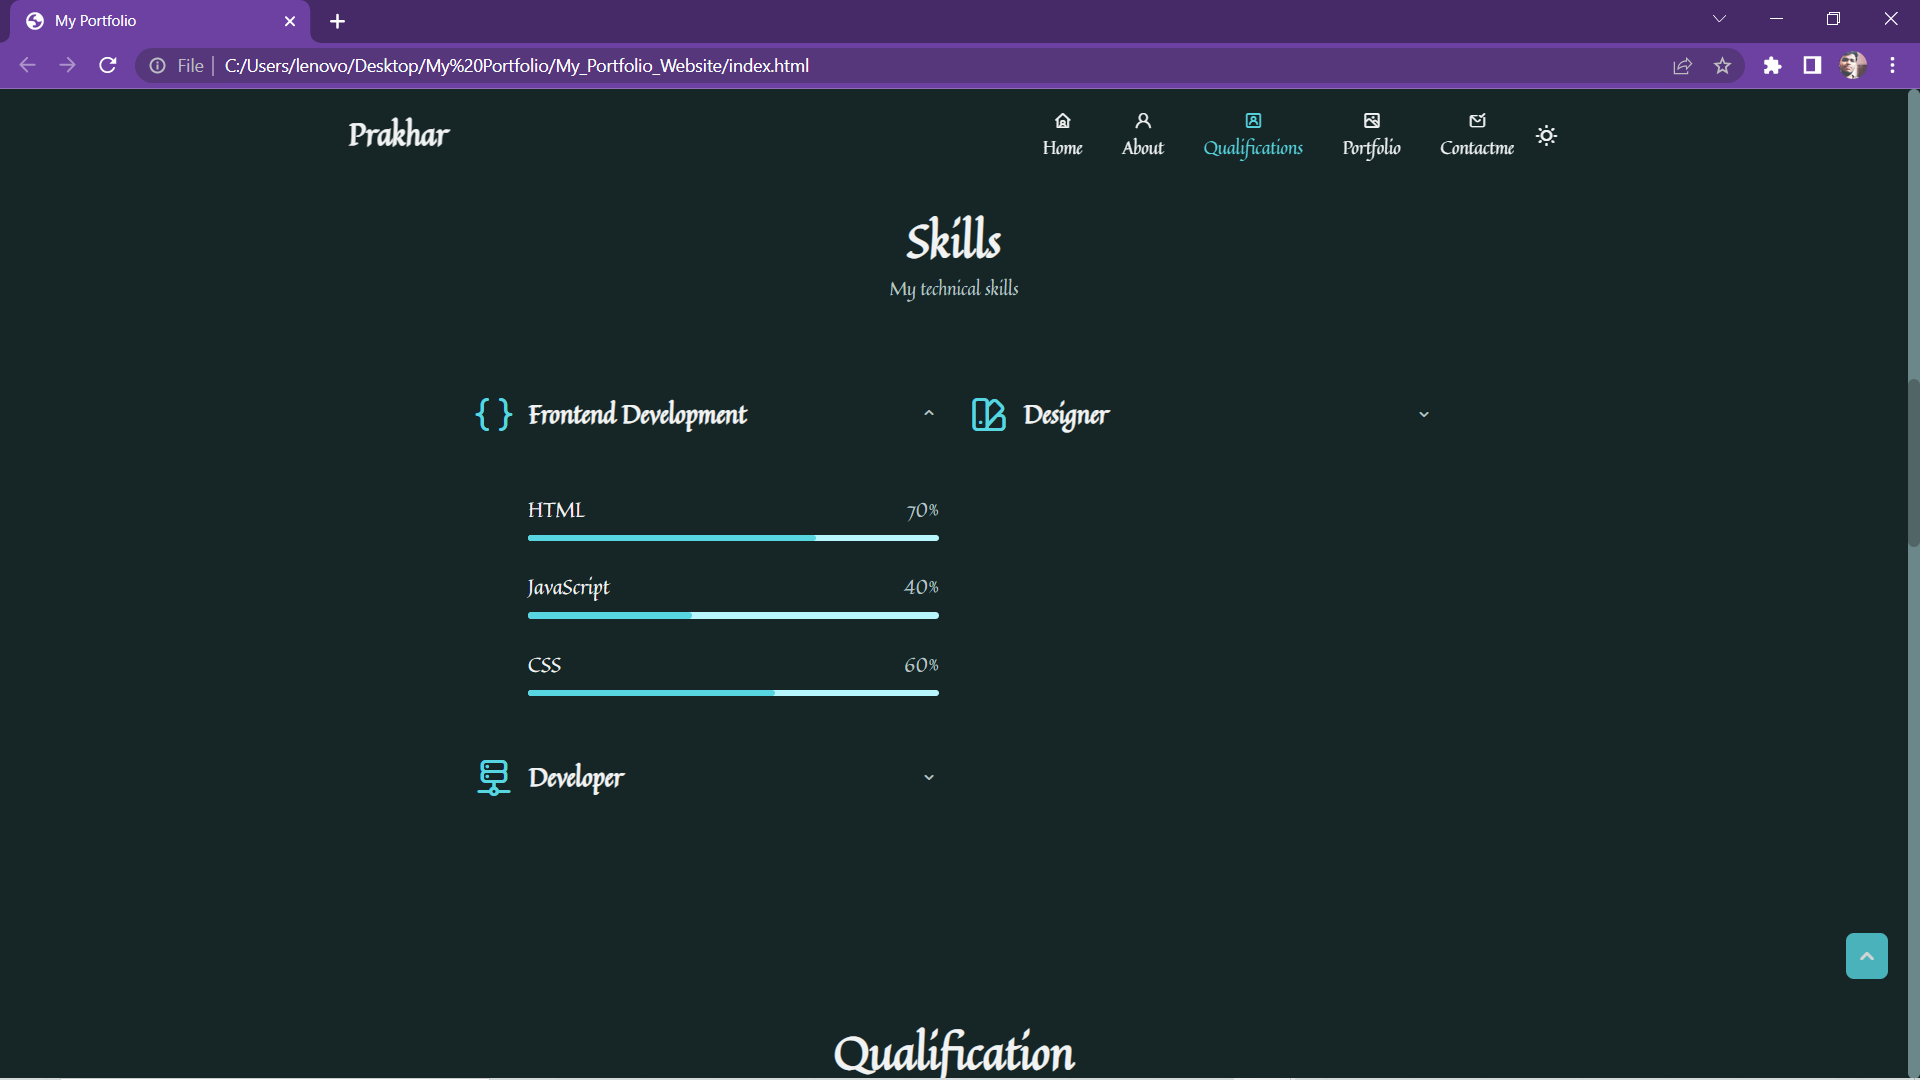 My Portfolio
File | C:/Users/lenovo/Desktop/My%20Portfolio/My_Portfolio_Website/index.html
Prakhar
Home About Qualifications Portfolio Contactme
Skills
My technical skills
Frontend Development
HTML 70%
JavaScript 40%
CSS 60%
Developer
Designer
Qualification